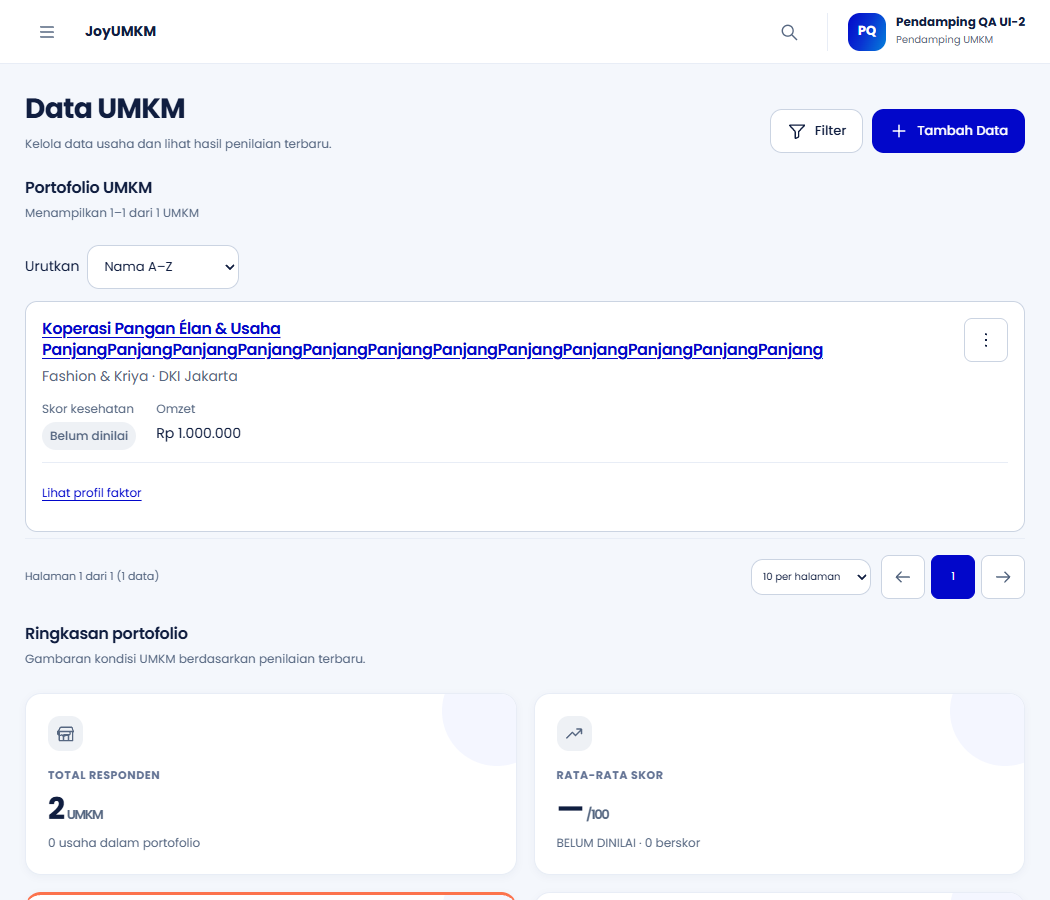 JoyUMKM
PQ
Pendamping QA UI-2
Pendamping UMKM
Data UMKM
Kelola data usaha dan lihat hasil penilaian terbaru.
Filter
Tambah Data
Portofolio UMKM
Menampilkan 1–1 dari 1 UMKM
Urutkan
Nama A–Z
Koperasi Pangan Élan & Usaha
PanjangPanjangPanjangPanjangPanjangPanjangPanjangPanjangPanjangPanjangPanjangPanjang
Fashion & Kriya · DKI Jakarta
Skor kesehatan
Omzet
Belum dinilai
Rp 1.000.000
Lihat profil faktor
Halaman 1 dari 1 (1 data)
10 per halaman
1
Ringkasan portofolio
Gambaran kondisi UMKM berdasarkan penilaian terbaru.
TOTAL RESPONDEN
2 UMKM
0 usaha dalam portofolio
RATA-RATA SKOR
— /100
BELUM DINILAI · 0 berskor